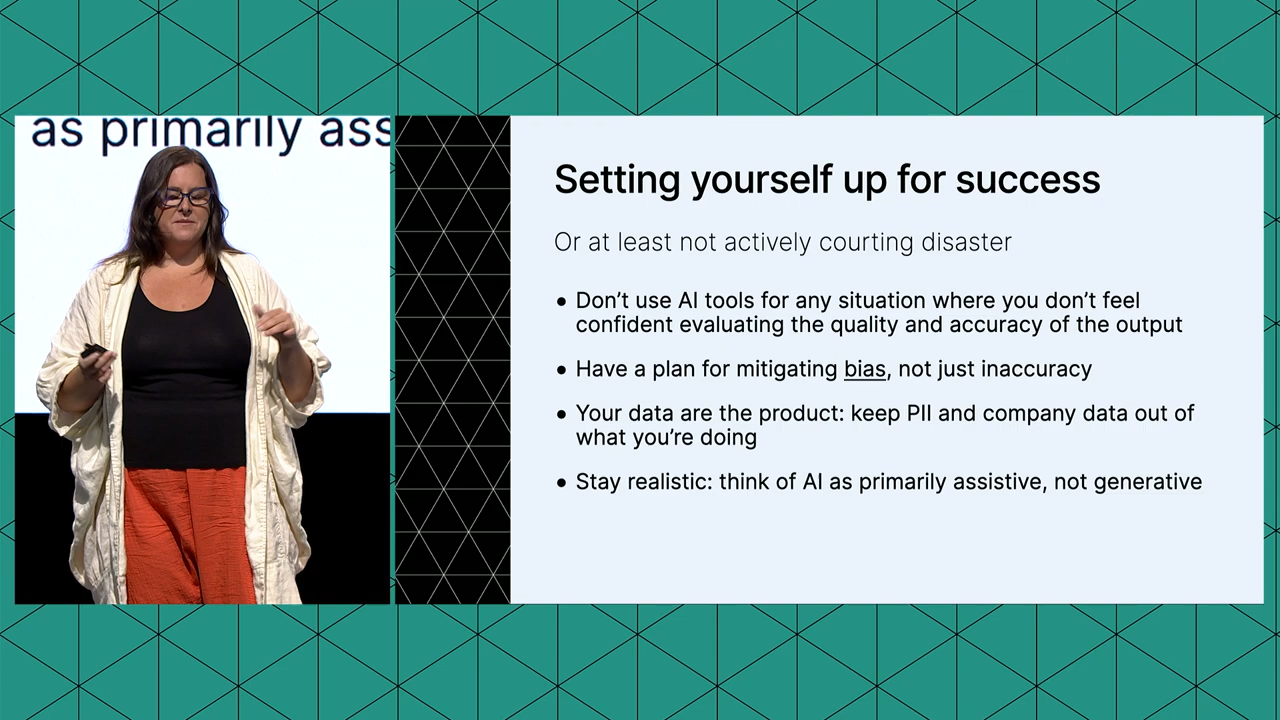 as primarily ass
Setting yourself up for success
Or at least not actively courting disaster
• Don’t use AI tools for any situation where you don’t feel
confident evaluating the quality and accuracy of the output
• Have a plan for mitigating bias, not just inaccuracy
• Your data are the product: keep PII and company data out of
what you’re doing
• Stay realistic: think of AI as primarily assistive, not generative